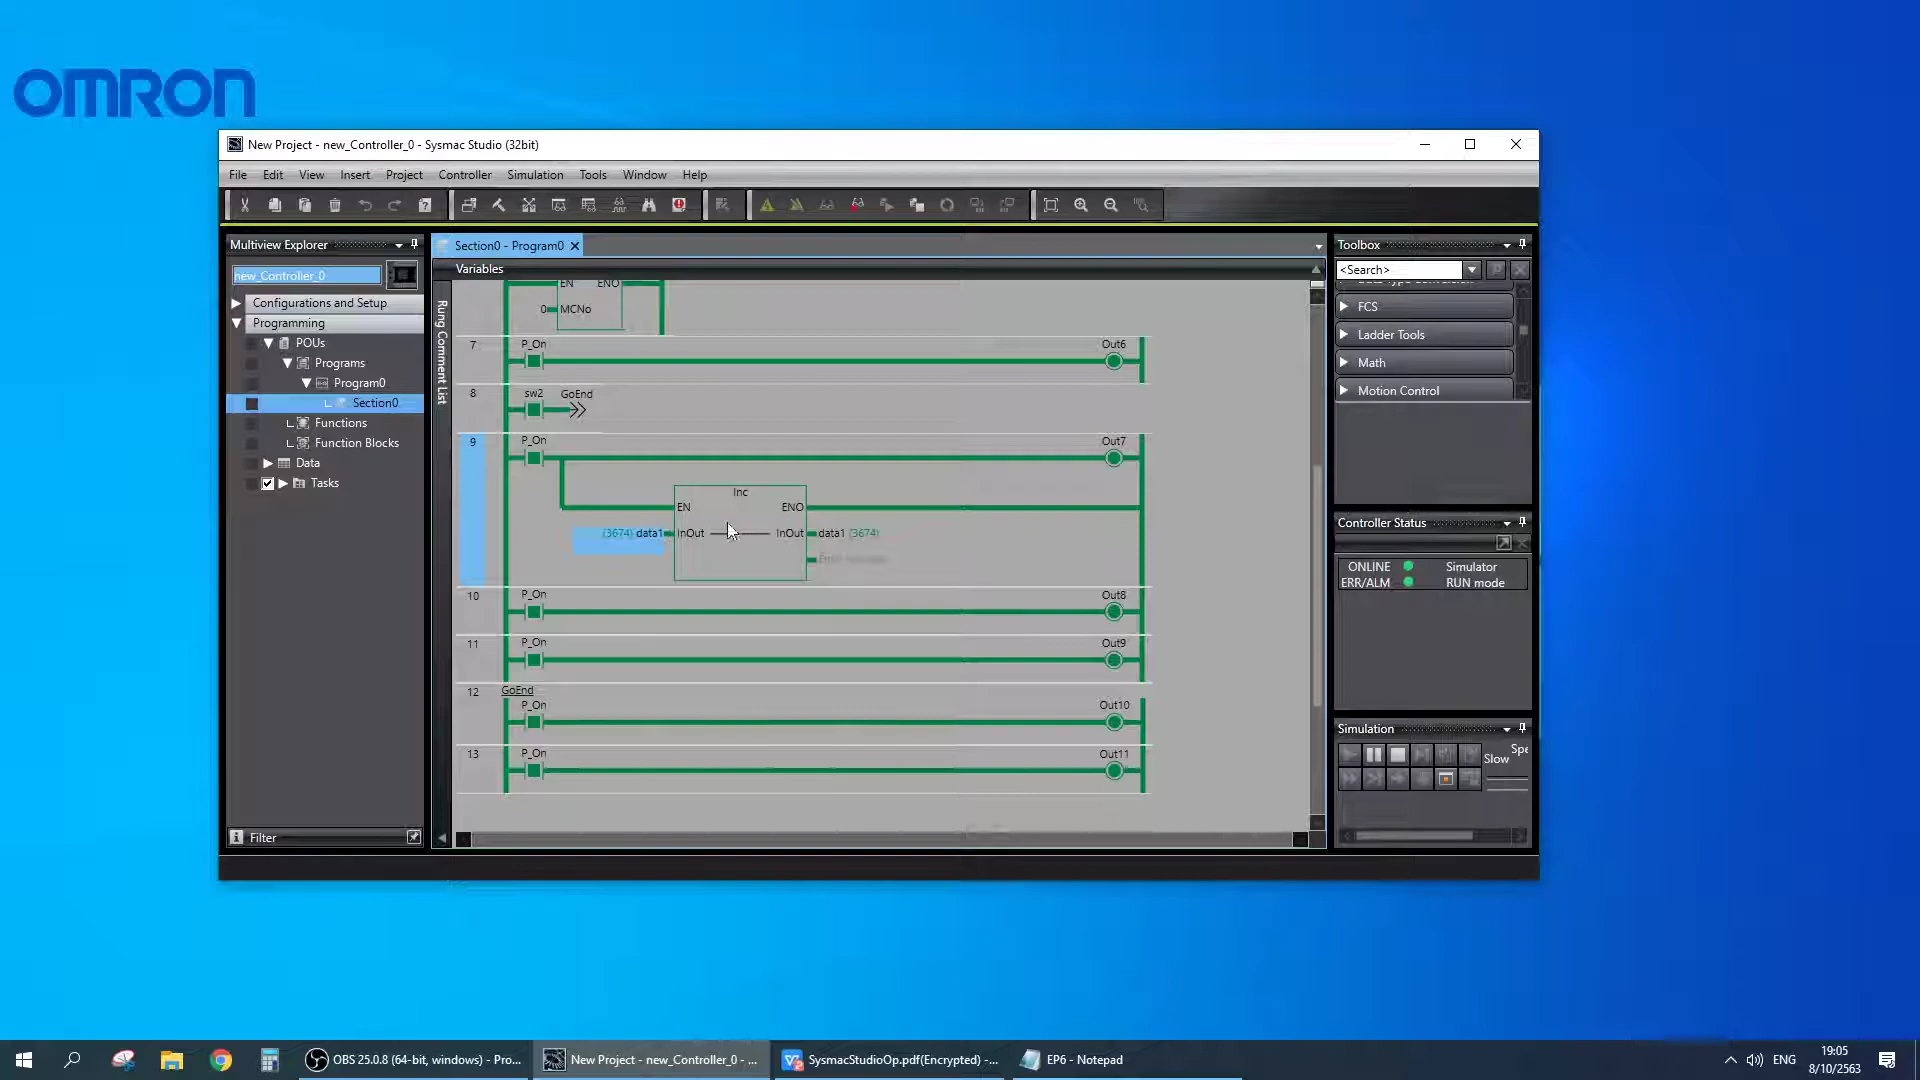 OMRON
New Project - new_Controller_0 - Sysmac Studio (32bit)
File Edit View Insert Project Controller Simulation Tools Window Help
Multiview Explorer
new_Controller_0
Configurations and Setup
Programming
POUs
Programs
Program0
Section0
Functions
Function Blocks
Data
Tasks
Filter
Section0 - Program0
Variables
Rung Comment List
EN ENO
0 MCNo
7 P_On Out6
8 sw2 GoEnd
9 P_On Out7
Inc
EN ENO
(3674) data1 InOut InOut data1 (3674)
10 P_On Out8
11 P_On Out9
12 GoEnd
P_On Out10
13 P_On Out11
Toolbox
<Search>
FCS
Ladder Tools
Math
Motion Control
Controller Status
ONLINE Simulator
ERR/ALM RUN mode
Simulation
Slow Spe
OBS 25.0.8 (64-bit, windows) - Pro...
New Project - new_Controller_0 - ...
SysmacStudioOp.pdf(Encrypted) -...
EP6 - Notepad
ENG
19:05
8/10/2563